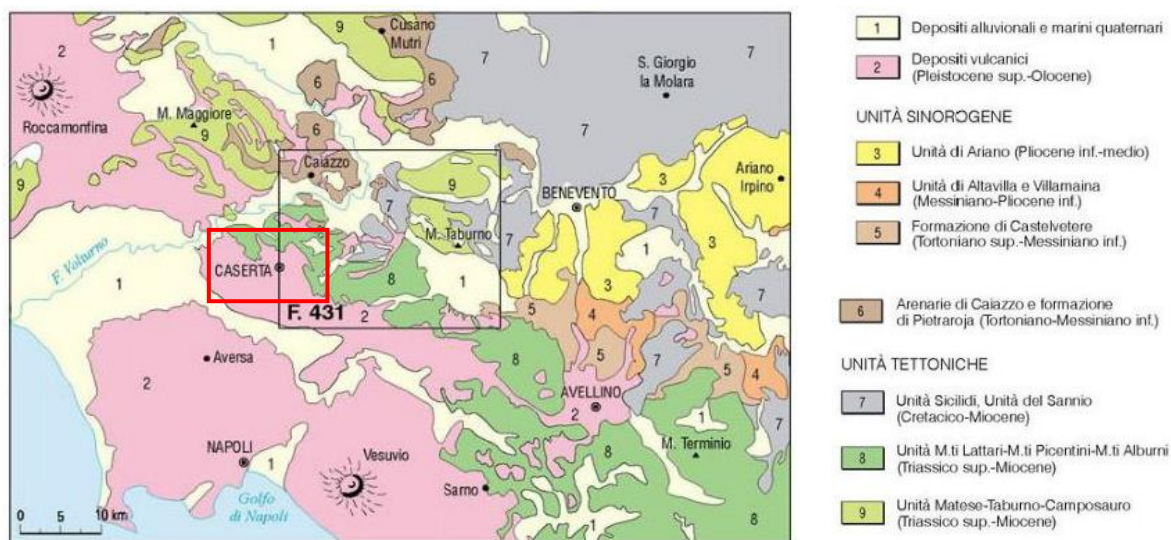 2
1
9
Cusano
Mutri
7
7
6
S. Giorgio
la Molara
Roccamonfina
M. Maggiore
9
6
7
Caiazzo
3
Ariano
Irpino
9
9
BENEVENTO
3
7
7
7
M. Taburno
F. Volturno
CASERTA
1
3
8
1
3
7
1
F. 431
2
5
4
Aversa
8
5
7
5
4
2
AVELLINO
2
1
M. Terminio
7
NAPOLI
1
Vesuvio
8
Sarno
Golfo
di Napoli
0 5 10 km
1
8
1 Depositi alluvionali e marini quaternari
2 Depositi vulcanici
(Pleistocene sup.-Olocene)
UNITÀ SINOROGENE
3 Unità di Ariano (Pliocene inf.-medio)
4 Unità di Altavilla e Villamaina
(Messiniano-Pliocene inf.)
5 Formazione di Castelvetere
(Tortoniano sup.-Messiniano inf.)
6 Arenarie di Caiazzo e formazione
di Pietraroja (Tortoniano-Messiniano inf.)
UNITÀ TETTONICHE
7 Unità Sicilidi, Unità del Sannio
(Cretacico-Miocene)
8 Unità M.ti Lattari-M.ti Picentini-M.ti Alburni
(Triassico sup.-Miocene)
9 Unità Matese-Taburno-Camposauro
(Triassico sup.-Miocene)